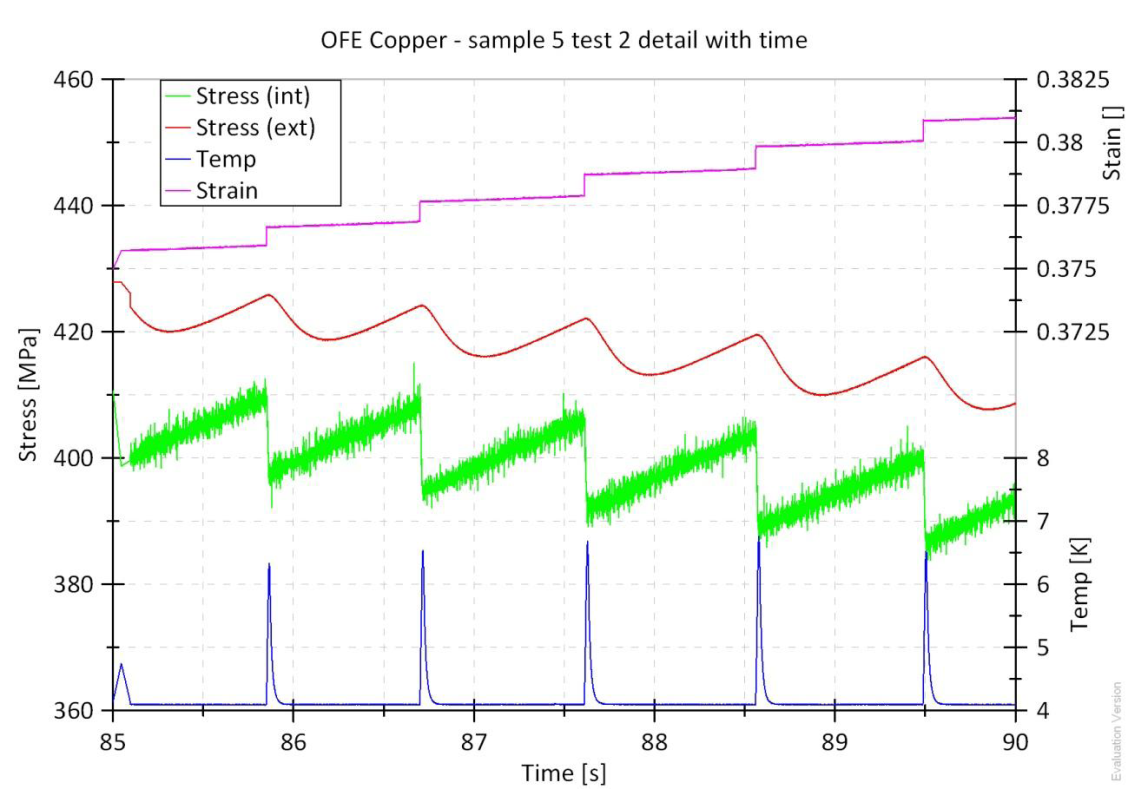 OFE Copper - sample 5 test 2 detail with time
Stress (int)
Stress (ext)
Temp
Strain
Stress [MPa]
460
440
420
400
380
360
Stain []
0.3825
0.38
0.3775
0.375
0.3725
Temp [K]
8
7
6
5
4
85 86 87 88 89 90
Time [s]
Evaluation Version